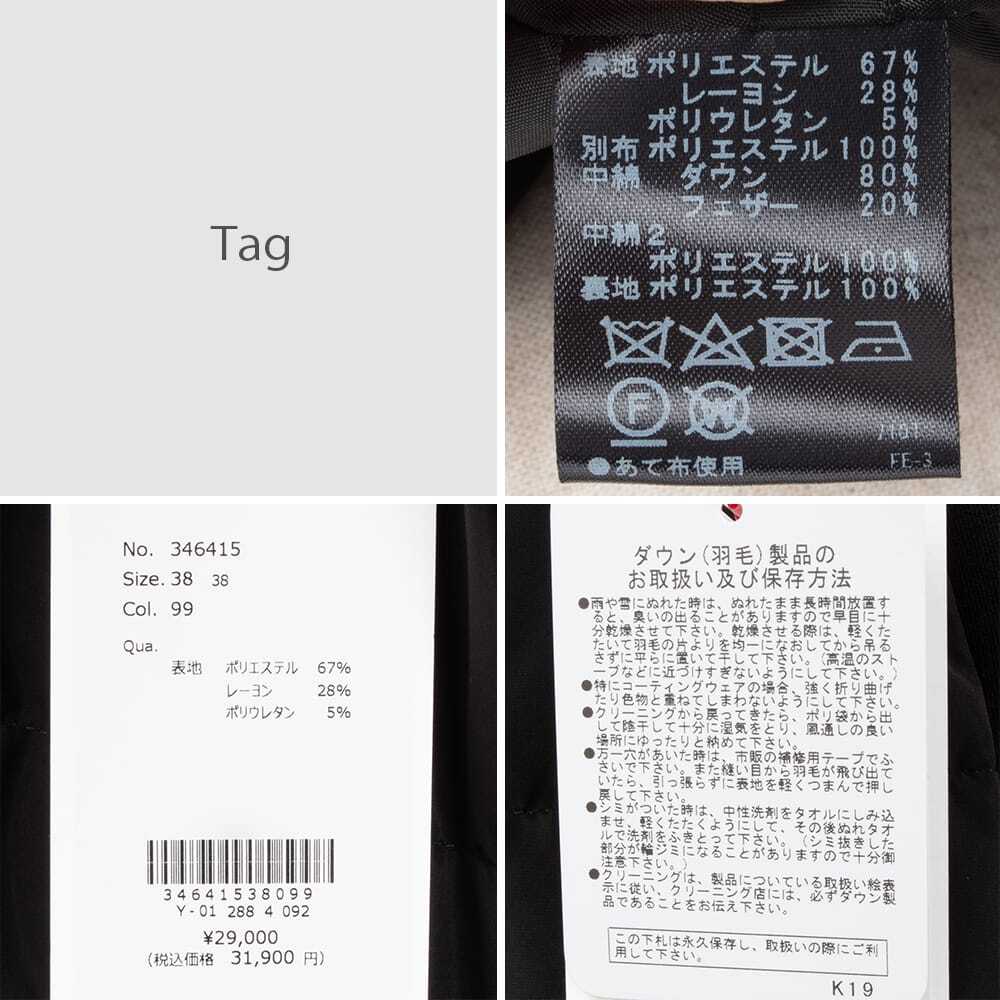 Tag
表地 ポリエステル 67%
レーヨン 28%
ポリウレタン 5%
別布 ポリエステル 100%
中綿 ダウン 80%
フェザー 20%
中綿2
ポリエステル 100%
裏地 ポリエステル 100%
F
W
FE-3
●あて布使用
No. 346415
Size. 38 38
Col. 99
Qua.
表地 ポリエステル 67%
レーヨン 28%
ポリウレタン 5%
34641538099
Y-01 288 4 092
¥29,000
(税込価格 31,900 円)
ダウン(羽毛)製品の
お取扱い及び保存方法
●雨や雪にぬれた時は、ぬれたまま長時間放置す
ると、臭いの出ることがありますので早目に十
分乾燥させて下さい。乾燥させる際は、軽くた
たいて羽毛の片よりを均一になおしてから吊る
さずに平らに置いて干して下さい。(高温のスト
ーブなどに近づけすぎないようにして下さい。)
●特にコーティングウェアの場合、強く折り曲げ
たり色物と重ねてしまわないようにして下さい。
●クリーニングから戻ってきたら、ポリ袋から出
して陰干して十分に湿気をとり、風通しの良い
場所にゆったりと納めて下さい。
●万一穴があいた時は、市販の補修用テープでふ
さいで下さい。また縫い目から羽毛が飛び出て
いたら、引っ張らずに表地を軽くつまんで押し
戻して下さい。
●シミがついた時は、中性洗剤をタオルにしみ込
ませ、軽くたたくようにして、その後ぬれタオ
ルで洗剤をふきとって下さい。(シミ抜きした
部分が輪ジミになることがありますので十分御
注意下さい。)
●クリーニングは、製品についている取扱い絵表
示に従い、クリーニング店には、必ずダウン製
品であることをお伝え下さい。
この下札は永久保存し、取扱いの際にご利
用して下さい。
K19